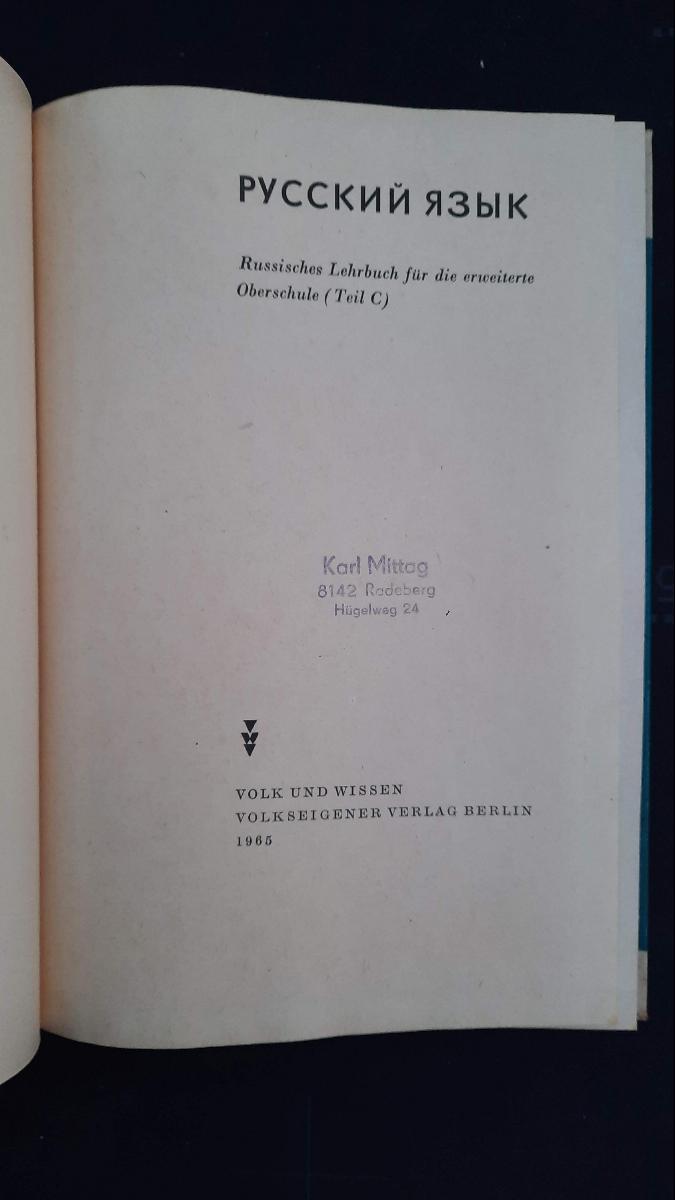 РУССКИЙ ЯЗЫК
Russisches Lehrbuch für die erweiterte
Oberschule (Teil C)
Karl Mittag
8142 Radeberg
Hügelweg 24
VOLK UND WISSEN
VOLKSEIGENER VERLAG BERLIN
1965